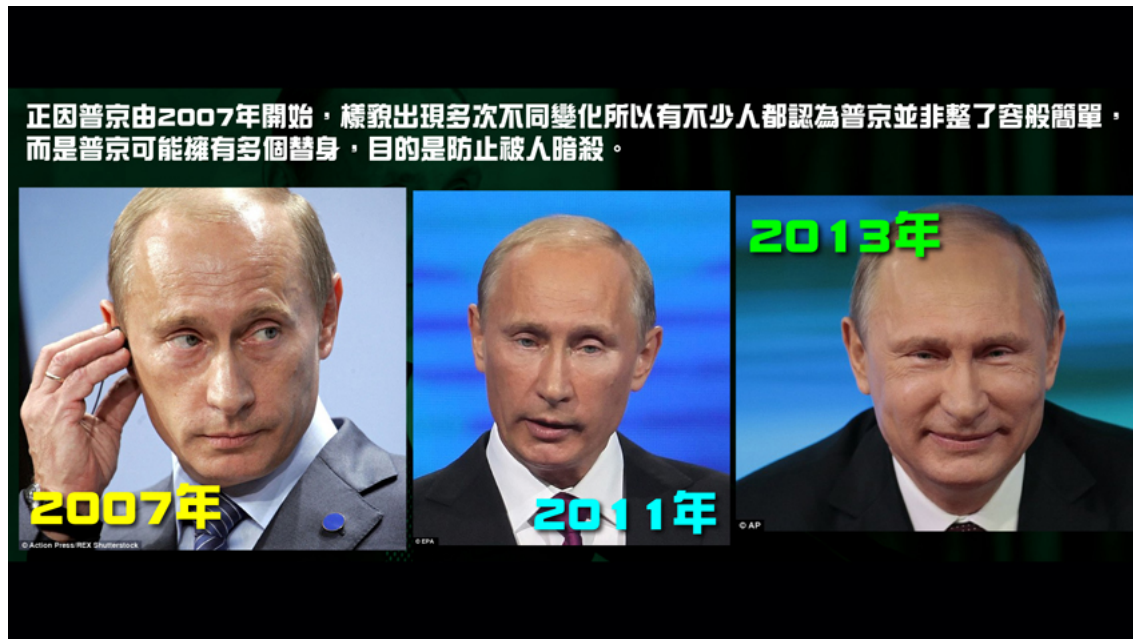 正因普京由2007年開始，樣貌出現多次不同變化所以有不少人都認為普京並非整了容般簡單，
而是普京可能擁有多個替身，目的是防止被人暗殺。
2013年
2007年
2011年
© AP
© EPA
© Action Press/REX Shutterstock